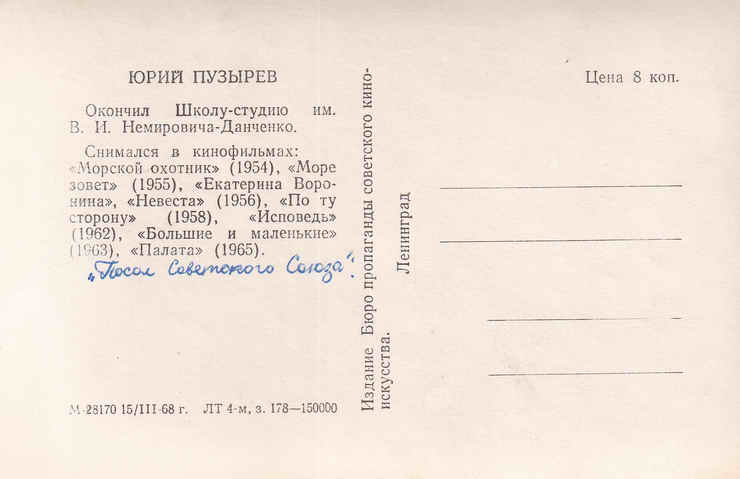 ЮРИЙ ПУЗЫРЕВ
Окончил Школу-студию им.
В. И. Немировича-Данченко.
Снимался в кинофильмах:
«Морской охотник» (1954), «Море
зовет» (1955), «Екатерина Воро-
нина», «Невеста» (1956), «По ту
сторону» (1958), «Исповедь»
(1962), «Большие и маленькие»
(1963), «Палата» (1965).
„Посол Советского Союза".
М-28170 15/III-68 г. ЛТ 4-м, з. 178—150000
Издание Бюро пропаганды советского кино-
искусства.
Ленинград
Цена 8 коп.